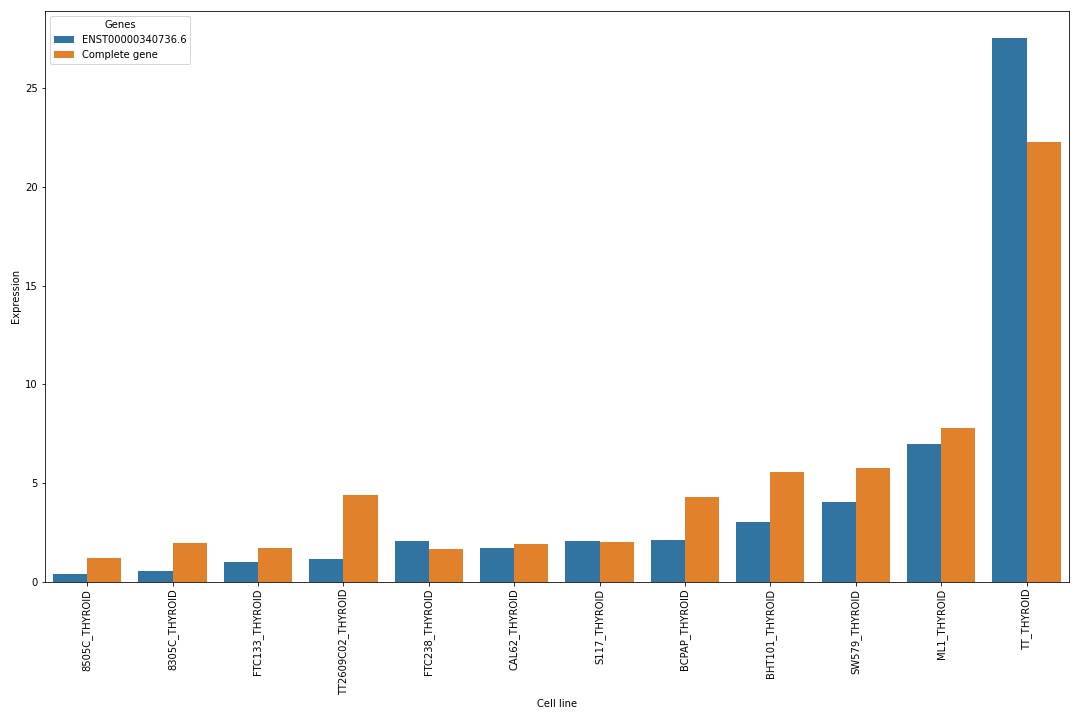 Genes
ENST00000340736.6
Complete gene
Expression
25
20
15
10
5
0
8505C_THYROID
8305C_THYROID
FTC133_THYROID
TT2609C02_THYROID
FTC238_THYROID
CAL62_THYROID
S117_THYROID
BCPAP_THYROID
BHT101_THYROID
SW579_THYROID
ML1_THYROID
TT_THYROID
Cell line